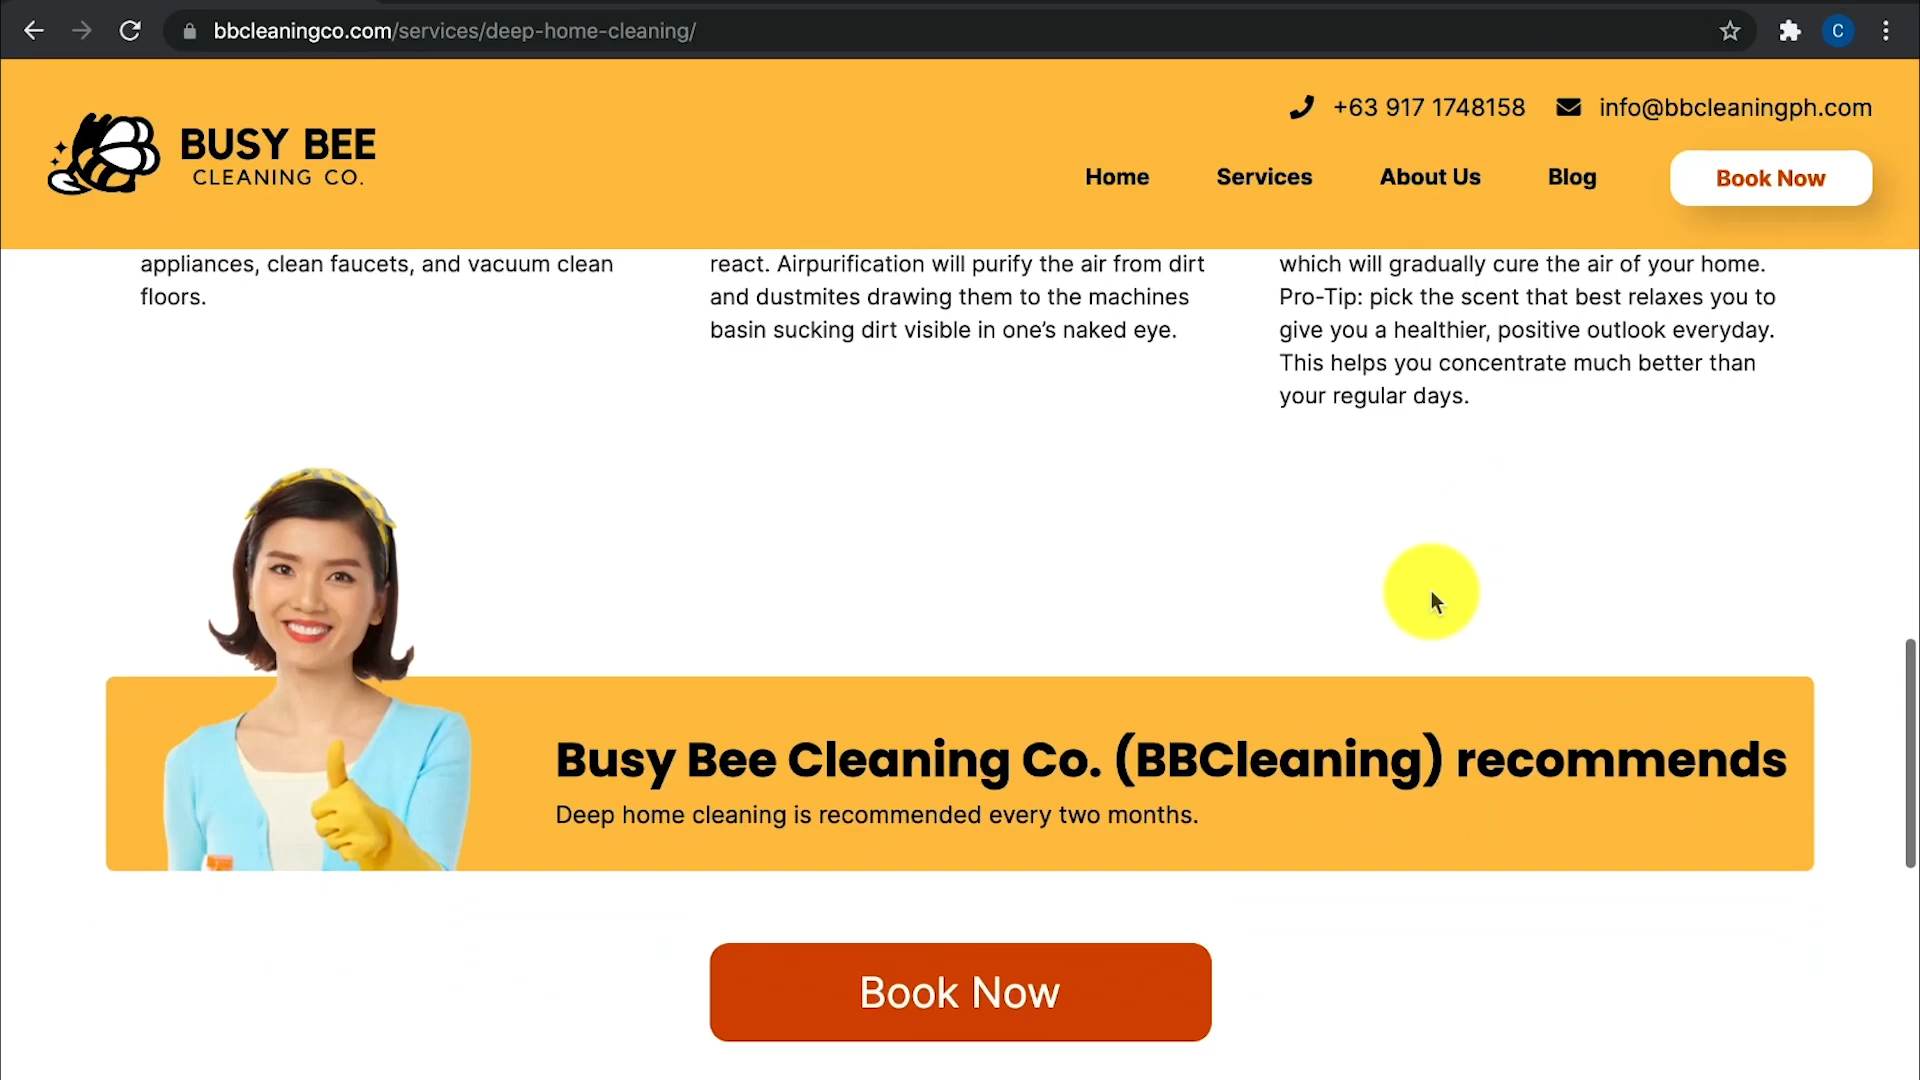 bbcleaningco.com/services/deep-home-cleaning/
C
+63 917 1748158
info@bbcleaningph.com
BUSY BEE
CLEANING CO.
Home
Services
About Us
Blog
Book Now
appliances, clean faucets, and vacuum clean
floors.
react. Airpurification will purify the air from dirt
and dustmites drawing them to the machines
basin sucking dirt visible in one’s naked eye.
which will gradually cure the air of your home.
Pro-Tip: pick the scent that best relaxes you to
give you a healthier, positive outlook everyday.
This helps you concentrate much better than
your regular days.
Busy Bee Cleaning Co. (BBCleaning) recommends
Deep home cleaning is recommended every two months.
Book Now